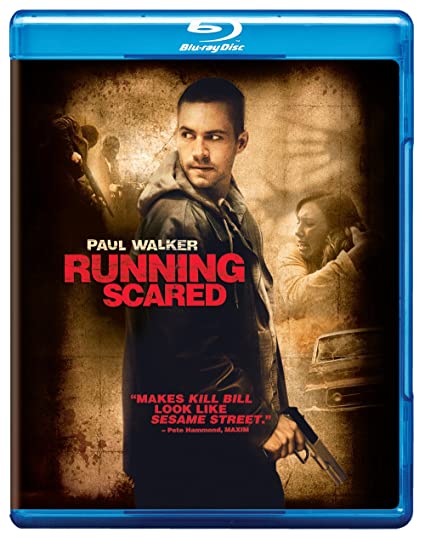 Blu-ray Disc
PAUL WALKER
RUNNING
SCARED
“MAKES KILL BILL
LOOK LIKE
SESAME STREET.”
– Pete Hammond, MAXIM